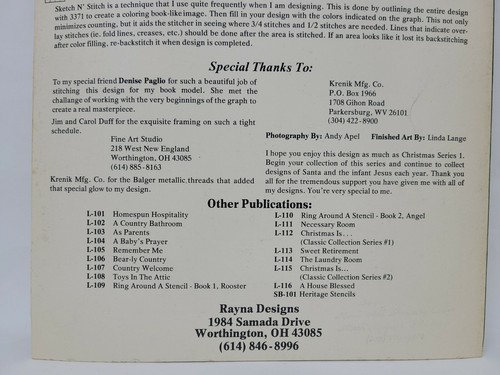 Sketch N' Stitch is a technique that I use quite frequently when I am designing. This is done by outlining the entire design
with 3371 to create a coloring book-like image. Then fill in your design with the colors indicated on the graph. This not only
minimizes counting, but it aids the stitcher in seeing where 3/4 stitches and 1/2 stitches are needed. Lines that indicate over-
lay stitches (ie. fold lines, creases, etc.) should be done after the area is stitched. If an area looks like it lost its backstitching
after color filling, re-backstitch it when design is completed.
Special Thanks To:
To my special friend Denise Paglio for such a beautiful job of
stitching this design for my book model. She met the
challange of working with the very beginnings of the graph to
create a real masterpiece.
Jim and Carol Duff for the exquisite framing on such a tight
schedule.
Fine Art Studio
218 West New England
Worthington, OH 43085
(614) 885-8163
Krenik Mfg. Co. for the Balger metallic threads that added
that special glow to my design.
Krenik Mfg. Co.
P.O. Box 1966
1708 Gihon Road
Parkersburg, WV 26101
(304) 422-8900
Photography By: Andy Apel Finished Art By: Linda Lange
I hope you enjoy this design as much as Christmas Series 1.
Begin your collection of this series and continue to collect
designs of Santa and the infant Jesus each year. Thank you
all for the tremendous support you have given me with all of
my designs. You're very special to me.
Other Publications:
L-101 Homespun Hospitality
L-102 A Country Bathroom
L-103 As Parents
L-104 A Baby's Prayer
L-105 Remember Me
L-106 Bear-ly Country
L-107 Country Welcome
L-108 Toys In The Attic
L-109 Ring Around A Stencil - Book 1, Rooster
L-110 Ring Around A Stencil - Book 2, Angel
L-111 Necessary Room
L-112 Christmas Is...
(Classic Collection Series #1)
L-113 Sweet Retirement
L-114 The Laundry Room
L-115 Christmas Is...
(Classic Collection Series #2)
L-116 A House Blessed
SB-101 Heritage Stencils
Rayna Designs
1984 Samada Drive
Worthington, OH 43085
(614) 846-8996